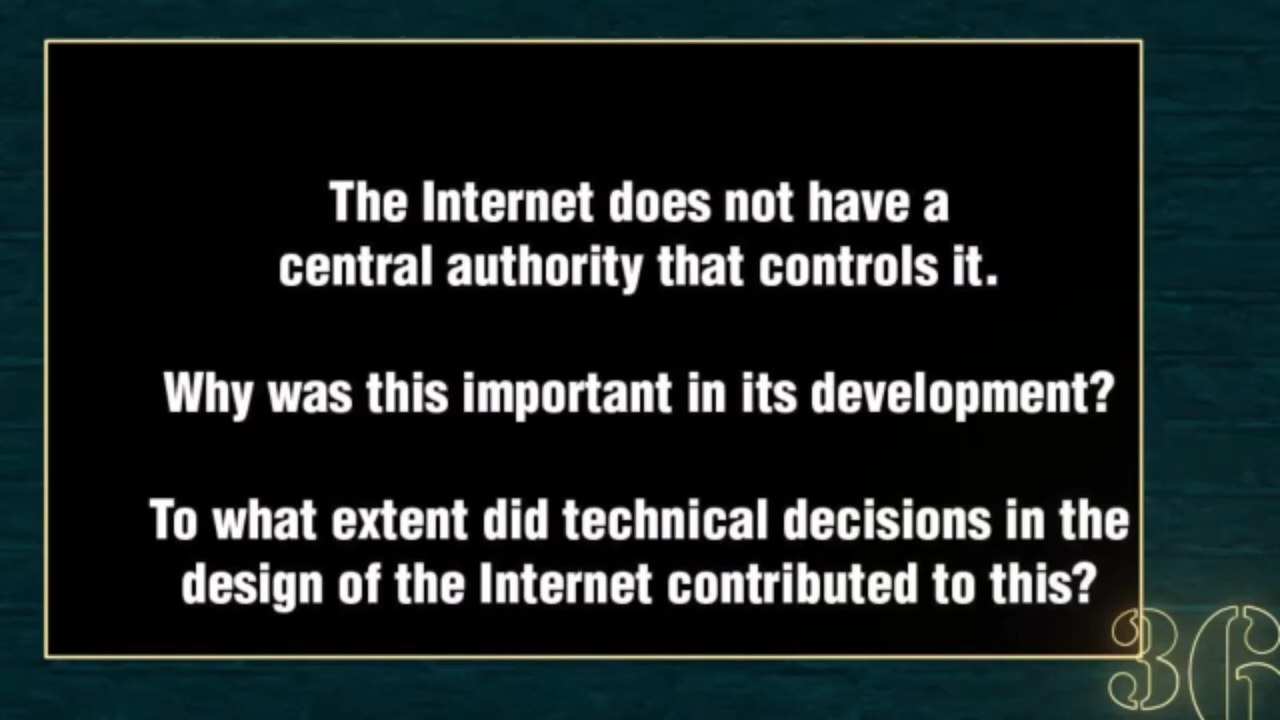 The Internet does not have a
central authority that controls it.
Why was this important in its development?
To what extent did technical decisions in the
design of the Internet contributed to this?
36